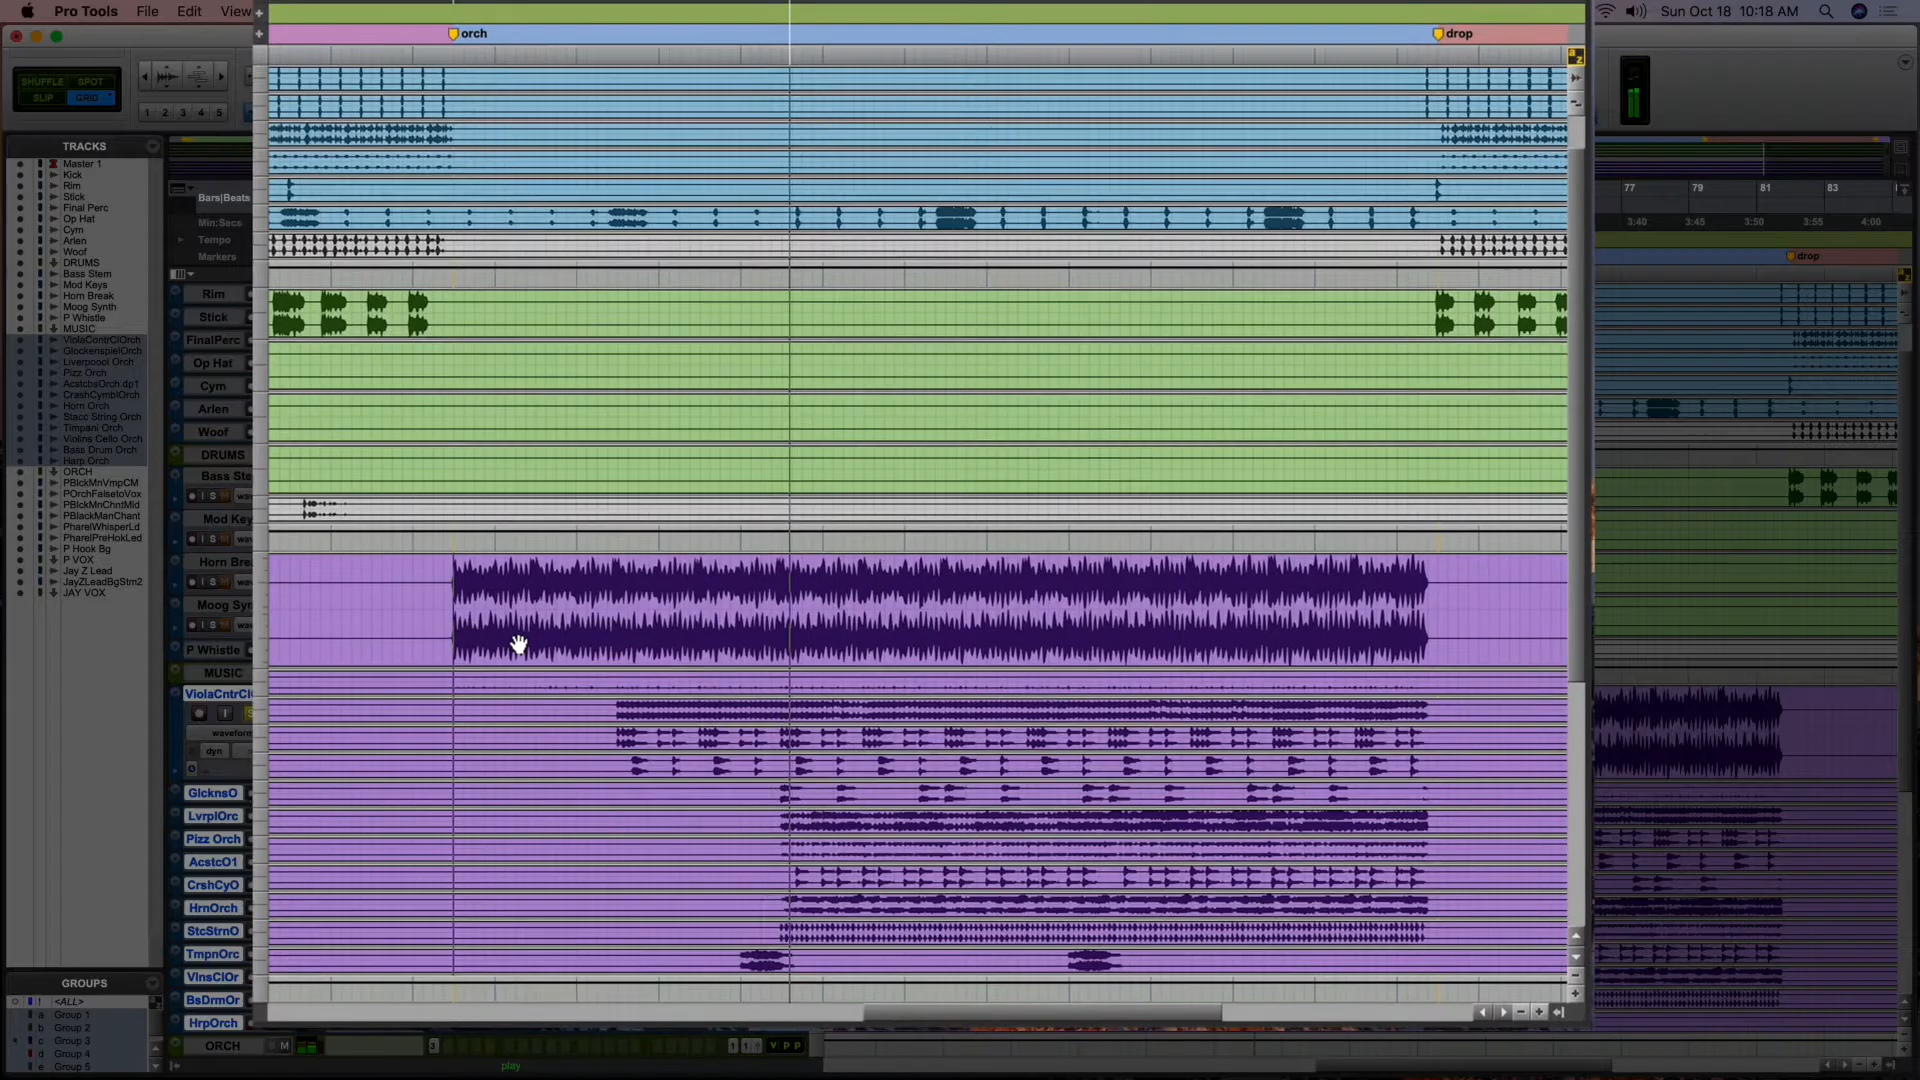 Pro Tools File Edit View
Sun Oct 18 10:18 AM
orch
drop
SHUFFLE SPOT
SLIP GRID
1 2 3 4 5
TRACKS
Master 1
Kick
Rim
Stick
Final Perc
Op Hat
Cym
Arlen
Woof
DRUMS
Bass Stem
Mod Keys
Horn Break
Moog Synth
P Whistle
MUSIC
ViolaContrClOrch
GlockenspielOrch
Liverpoool Orch
Pizz Orch
AcstcbsOrch.dp1
CrashCymblOrch
Horn Orch
Stacc String Orch
Timpani Orch
Violins Cello Orch
Bass Drum Orch
Harp Orch
ORCH
PBlckMnVmpCM
POrchFalsetoVox
PBlckMnChntMld
PBlackManChant
PharelWhisperLd
PharelPreHokLed
P Hook Bg
P VOX
Jay Z Lead
JayZLeadBgStm2
JAY VOX
GROUPS
! <ALL>
a Group 1
b Group 2
c Group 3
d Group 4
e Group 5
Bars|Beats
Min:Secs
Tempo
Markers
77 79 81 83
3:40 3:45 3:50 3:55 4:00
drop
Rim
Stick
FinalPerc
Op Hat
Cym
Arlen
Woof
DRUMS
Bass Ste
I S M wav
Mod Key
I S M wav
Horn Brea
I S M wav
Moog Syn
I S M wav
P Whistle
MUSIC
ViolaCntrCl
I S
waveform
dyn
GlcknsO
LvrplOrc
Pizz Orch
AcstcO1
CrshCyO
HrnOrch
StcStrnO
TmpnOrc
VlnsClOr
BsDrmOr
HrpOrch
ORCH M
3
1
V P P
play